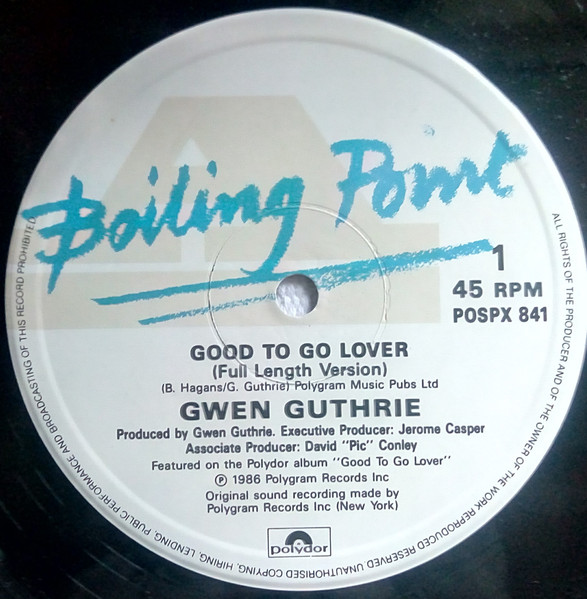 Boiling Point
1
45 RPM
POSPX 841
GOOD TO GO LOVER
(Full Length Version)
(B. Hagans/G. Guthrie) Polygram Music Pubs Ltd
GWEN GUTHRIE
Produced by Gwen Guthrie. Executive Producer: Jerome Casper
Associate Producer: David "Pic" Conley
Featured on the Polydor album "Good To Go Lover"
Ⓟ 1986 Polygram Records Inc
Original sound recording made by
Polygram Records Inc (New York)
polydor
ALL RIGHTS OF THE PRODUCER AND OF THE OWNER OF THE WORK REPRODUCED RESERVED. UNAUTHORISED COPYING, HIRING, LENDING, PUBLIC PERFORMANCE AND BROADCASTING OF THIS RECORD PROHIBITED